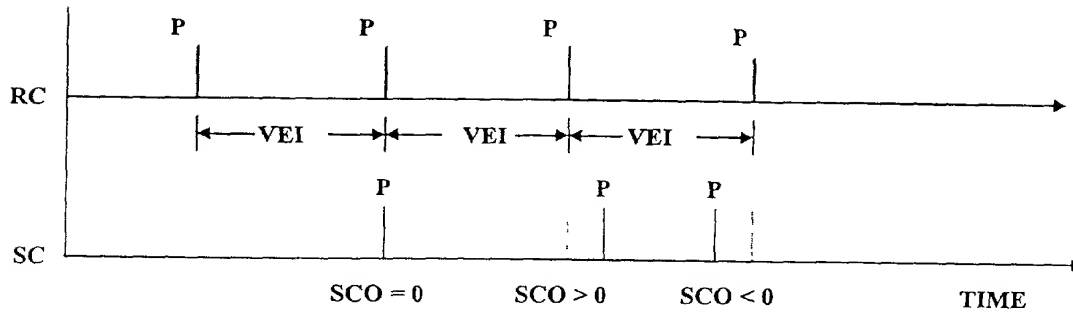 P P P P
RC
VEI VEI VEI
P P P
SC
SCO = 0 SCO > 0 SCO < 0 TIME